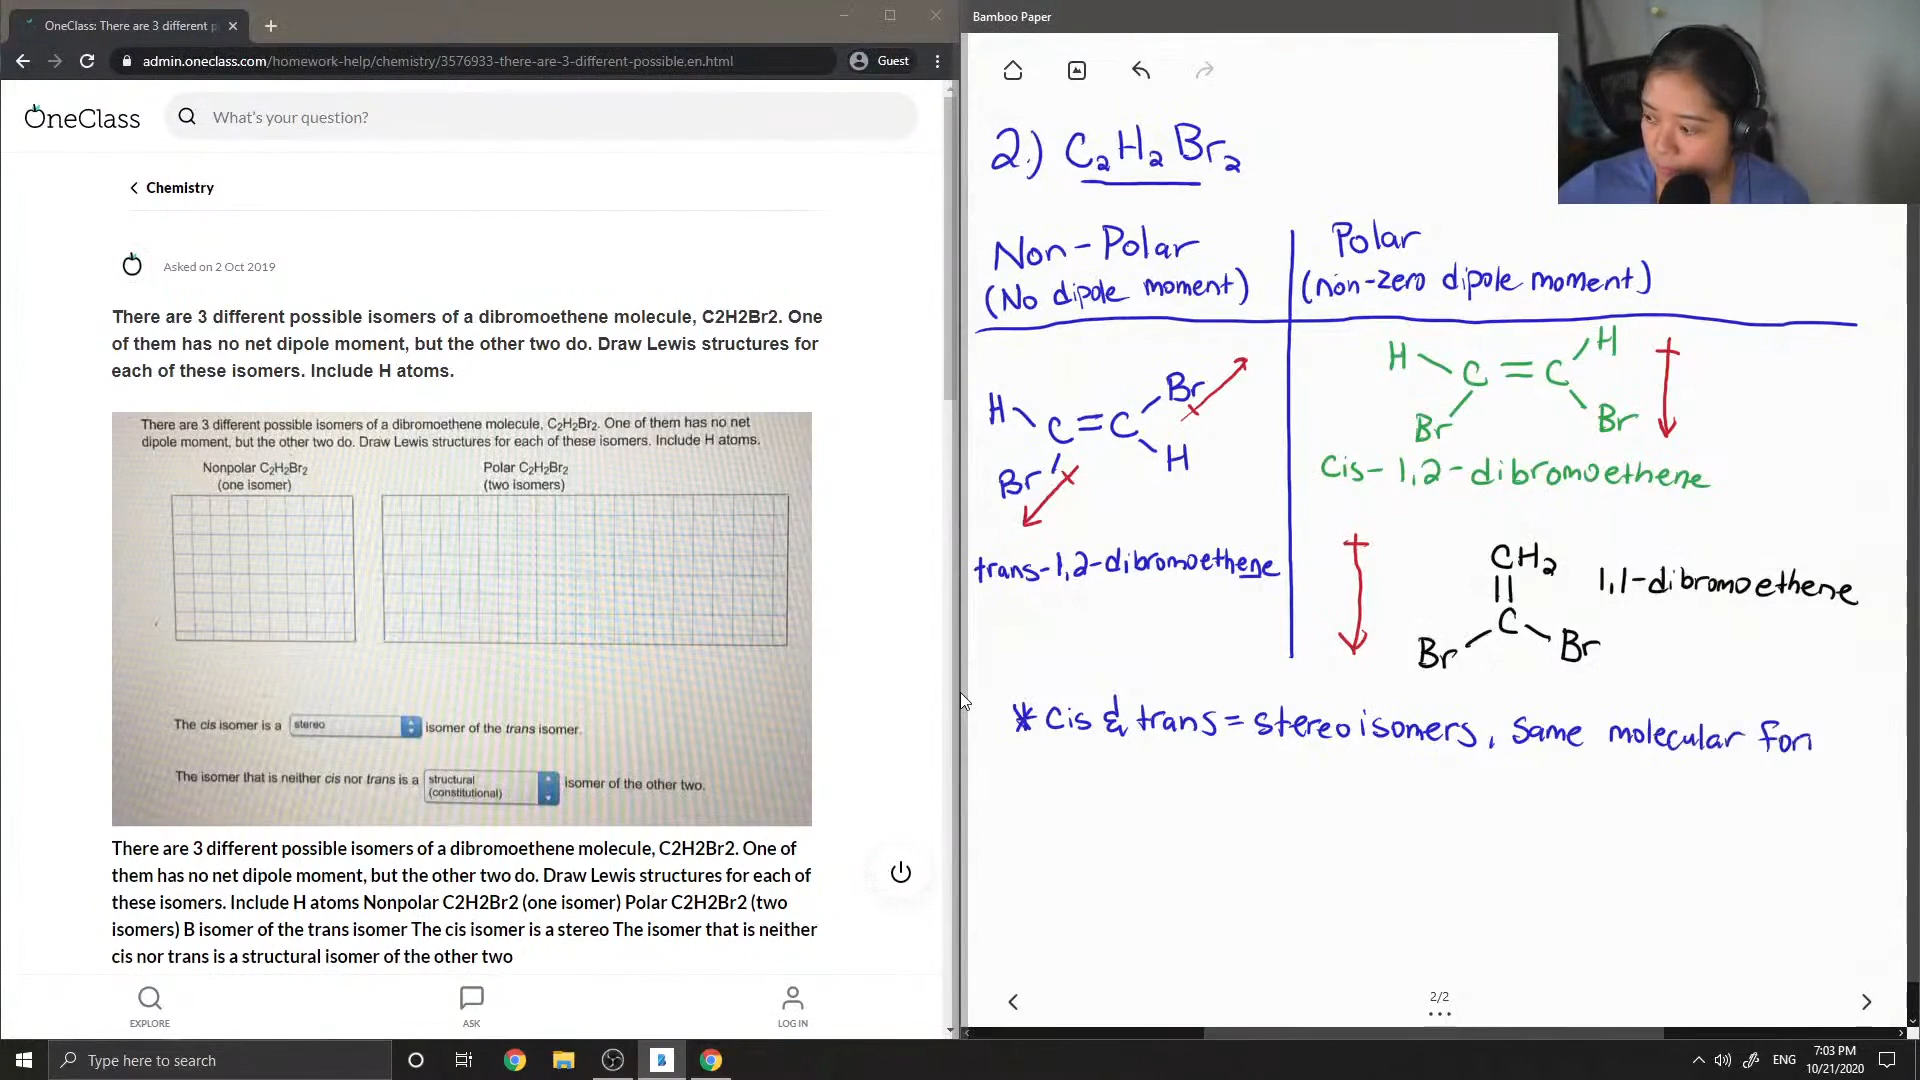 OneClass: There are 3 different p
admin.oneclass.com/homework-help/chemistry/3576933-there-are-3-different-possible.en.html
Guest
OneClass
What's your question?
Chemistry
Asked on 2 Oct 2019
There are 3 different possible isomers of a dibromoethene molecule, C2H2Br2. One
of them has no net dipole moment, but the other two do. Draw Lewis structures for
each of these isomers. Include H atoms.
There are 3 different possible isomers of a dibromoethene molecule, C₂H₂Br₂. One of them has no net
dipole moment, but the other two do. Draw Lewis structures for each of these isomers. Include H atoms.
Nonpolar C₂H₂Br₂
(one isomer)
Polar C₂H₂Br₂
(two isomers)
The cis isomer is a stereo isomer of the trans isomer.
The isomer that is neither cis nor trans is a structural
(constitutional) isomer of the other two.
There are 3 different possible isomers of a dibromoethene molecule, C2H2Br2. One of
them has no net dipole moment, but the other two do. Draw Lewis structures for each of
these isomers. Include H atoms Nonpolar C2H2Br2 (one isomer) Polar C2H2Br2 (two
isomers) B isomer of the trans isomer The cis isomer is a stereo The isomer that is neither
cis nor trans is a structural isomer of the other two
EXPLORE
ASK
LOG IN
Bamboo Paper
2.) C₂H₂Br₂
Non-Polar
(No dipole moment)
Polar
(non-zero dipole moment)
H Br
C=C
Br H
trans-1,2-dibromoethene
H H
C=C
Br Br
cis-1,2-dibromoethene
CH₂
C
Br Br
1,1-dibromoethene
* cis & trans = stereoisomers, same molecular for
2/2
Type here to search
ENG
7:03 PM
10/21/2020